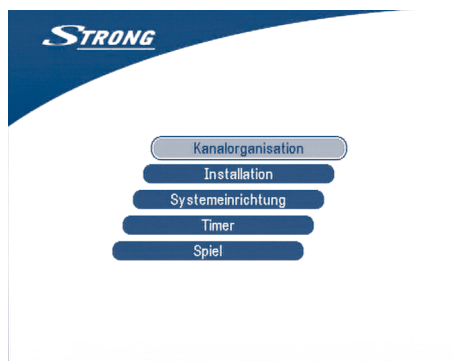 STRONG
Kanalorganisation
Installation
Systemeinrichtung
Timer
Spiel